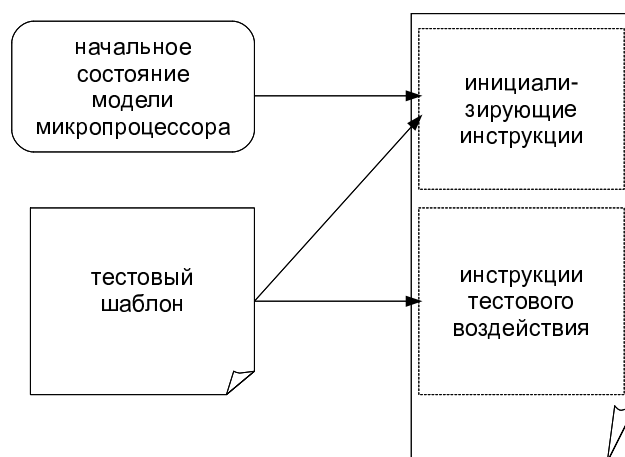 начальное
состояние
модели
микропроцессора
инициали-
зирующие
инструкции
тестовый
шаблон
инструкции
тестового
воздействия